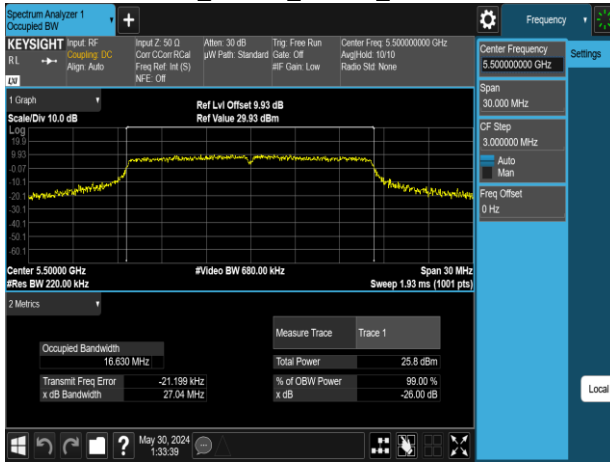 Spectrum Analyzer 1
Occupied BW
+
Frequency
KEYSIGHT
Input: RF
Input Z: 50 Ω
Atten: 30 dB
Trig: Free Run
Center Freq: 5.500000000 GHz
RL
Coupling: DC
Corr CCorr RCal
µW Path: Standard
Gate: Off
Avg|Hold: 10/10
Align: Auto
Freq Ref: Int (S)
#IF Gain: Low
Radio Std: None
LXI
NFE: Off
Center Frequency
5.500000000 GHz
Settings
Span
30.000 MHz
CF Step
3.000000 MHz
Auto
Man
Freq Offset
0 Hz
Local
1 Graph
Scale/Div 10.0 dB
Ref Lvl Offset 9.93 dB
Ref Value 29.93 dBm
Log
19.9
9.93
-0.07
-10.1
-20.1
-30.1
-40.1
-50.1
-60.1
Center 5.50000 GHz
#Video BW 680.00 kHz
Span 30 MHz
#Res BW 220.00 kHz
Sweep 1.93 ms (1001 pts)
2 Metrics
Measure Trace
Trace 1
Occupied Bandwidth
16.630 MHz
Total Power
25.8 dBm
Transmit Freq Error
-21.199 kHz
% of OBW Power
99.00 %
x dB Bandwidth
27.04 MHz
x dB
-26.00 dB
?
May 30, 2024
1:33:39